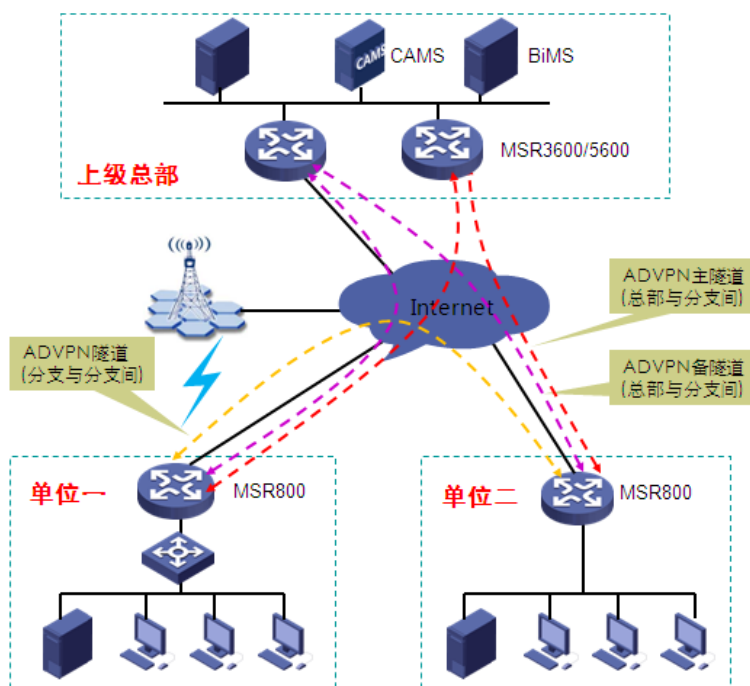 CAMS
CAMS
BiMS
MSR3600/5600
上级总部
Internet
ADVPN主隧道
(总部与分支间)
ADVPN隧道
(分支与分支间)
ADVPN备隧道
(总部与分支间)
单位一
MSR800
单位二
MSR800